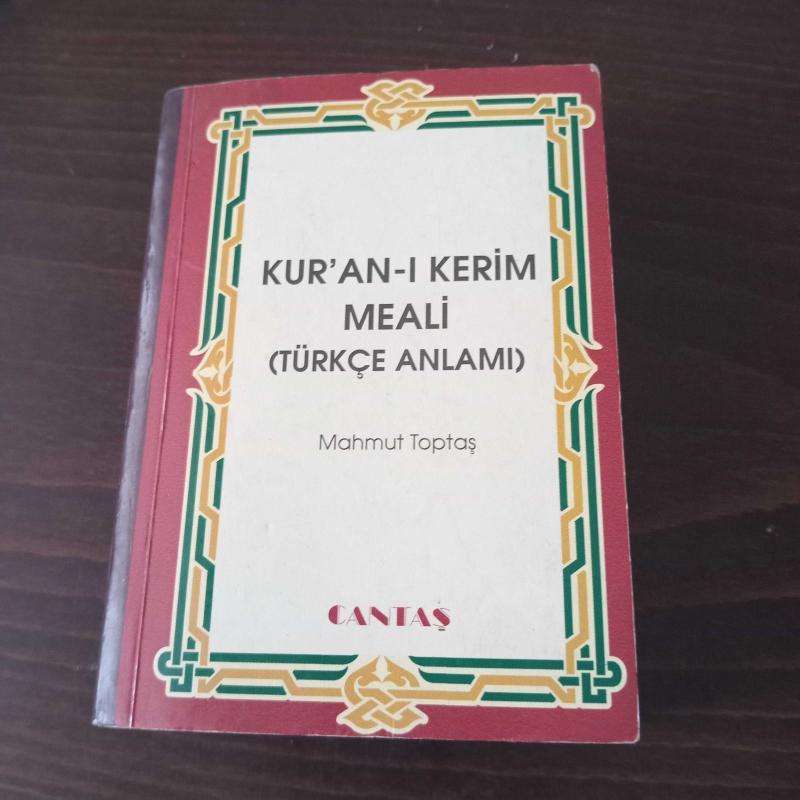 KUR'AN-I KERİM
MEALİ
(TÜRKÇE ANLAMI)
Mahmut Toptaş
CANTAŞ